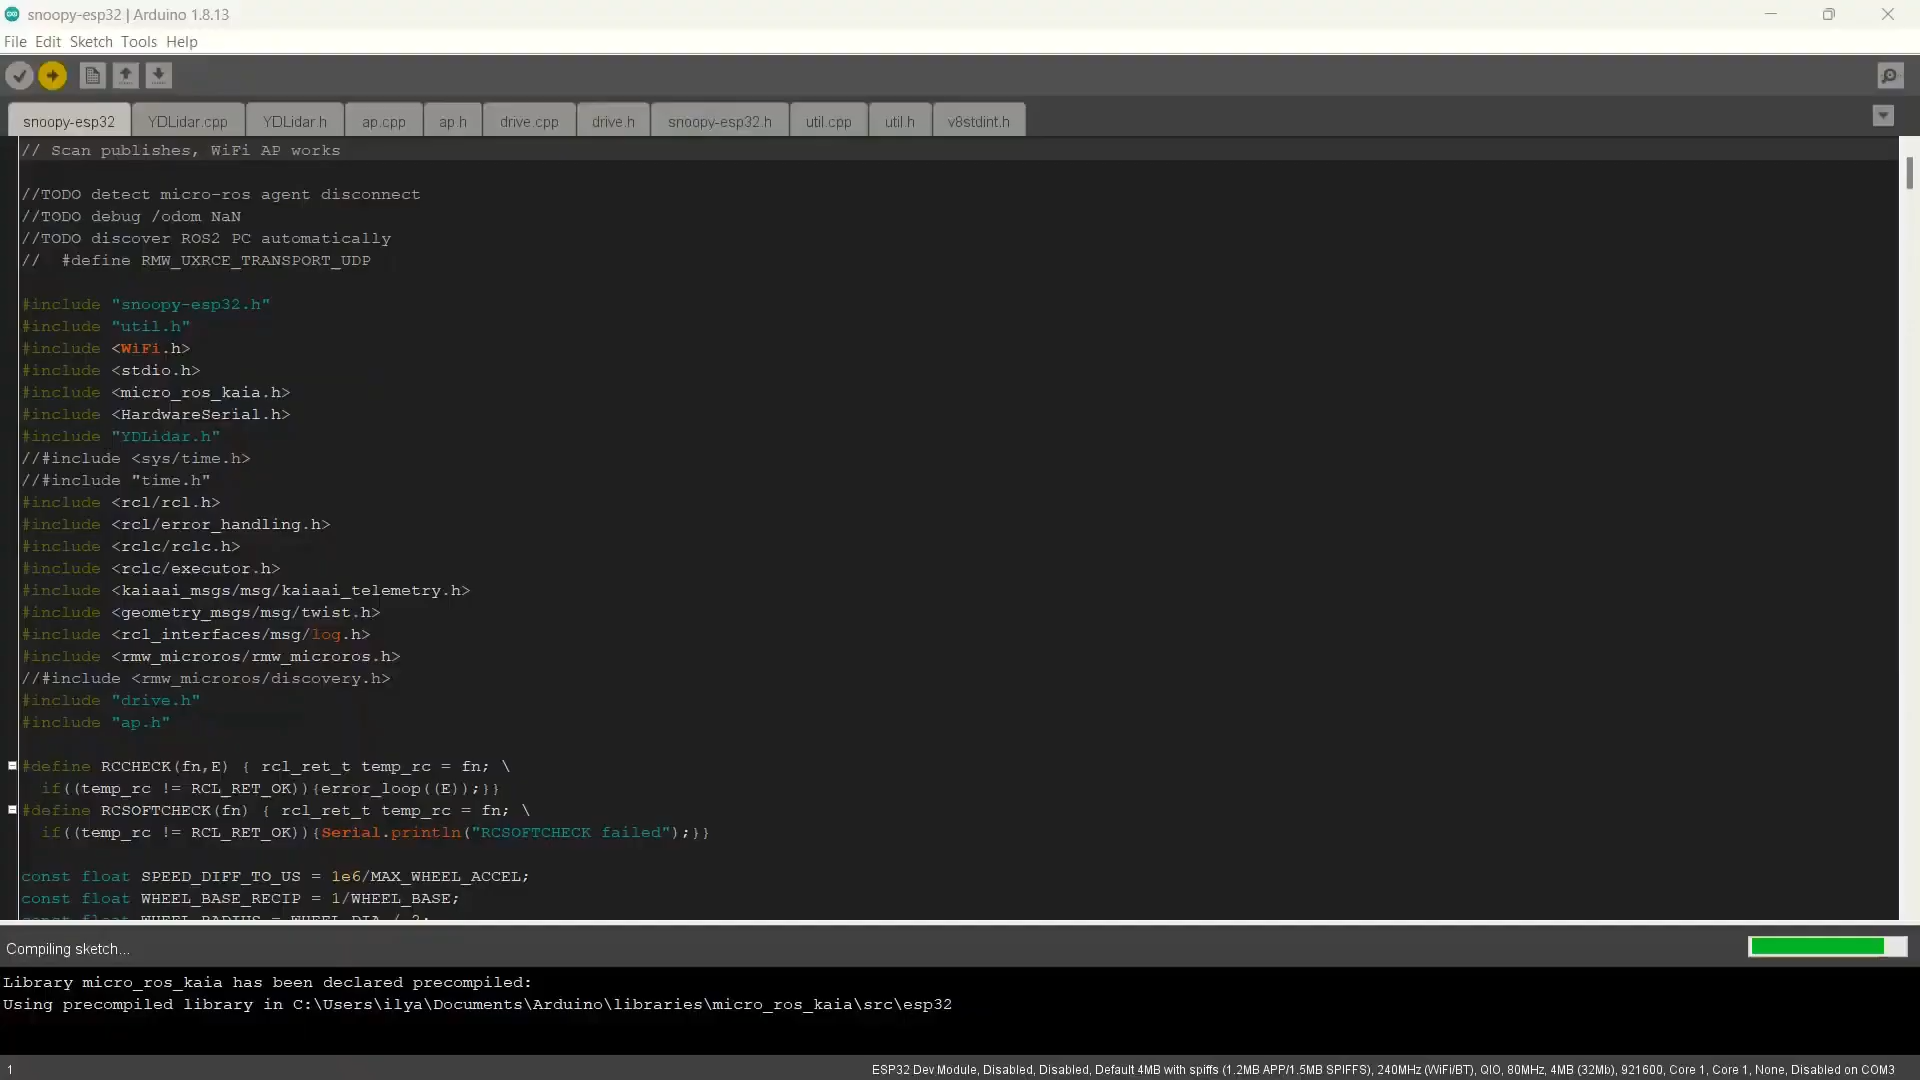 snoopy-esp32 | Arduino 1.8.13
File Edit Sketch Tools Help
snoopy-esp32 YDLidar.cpp YDLidar.h ap.cpp ap.h drive.cpp drive.h snoopy-esp32.h util.cpp util.h v8stdint.h
// Scan publishes, WiFi AP works
//TODO detect micro-ros agent disconnect
//TODO debug /odom NaN
//TODO discover ROS2 PC automatically
//  #define RMW_UXRCE_TRANSPORT_UDP
#include "snoopy-esp32.h"
#include "util.h"
#include <WiFi.h>
#include <stdio.h>
#include <micro_ros_kaia.h>
#include <HardwareSerial.h>
#include "YDLidar.h"
//#include <sys/time.h>
//#include "time.h"
#include <rcl/rcl.h>
#include <rcl/error_handling.h>
#include <rclc/rclc.h>
#include <rclc/executor.h>
#include <kaiaai_msgs/msg/kaiaai_telemetry.h>
#include <geometry_msgs/msg/twist.h>
#include <rcl_interfaces/msg/log.h>
#include <rmw_microros/rmw_microros.h>
//#include <rmw_microros/discovery.h>
#include "drive.h"
#include "ap.h"
#define RCCHECK(fn,E) { rcl_ret_t temp_rc = fn; \
  if((temp_rc != RCL_RET_OK)){error_loop((E));}}
#define RCSOFTCHECK(fn) { rcl_ret_t temp_rc = fn; \
  if((temp_rc != RCL_RET_OK)){Serial.println("RCSOFTCHECK failed");}}
const float SPEED_DIFF_TO_US = 1e6/MAX_WHEEL_ACCEL;
const float WHEEL_BASE_RECIP = 1/WHEEL_BASE;
const float WHEEL_RADIUS = WHEEL_DIA / 2;
Compiling sketch...
Library micro_ros_kaia has been declared precompiled:
Using precompiled library in C:\Users\ilya\Documents\Arduino\libraries\micro_ros_kaia\src\esp32
1 ESP32 Dev Module, Disabled, Disabled, Default 4MB with spiffs (1.2MB APP/1.5MB SPIFFS), 240MHz (WiFi/BT), QIO, 80MHz, 4MB (32Mb), 921600, Core 1, Core 1, None, Disabled on COM3